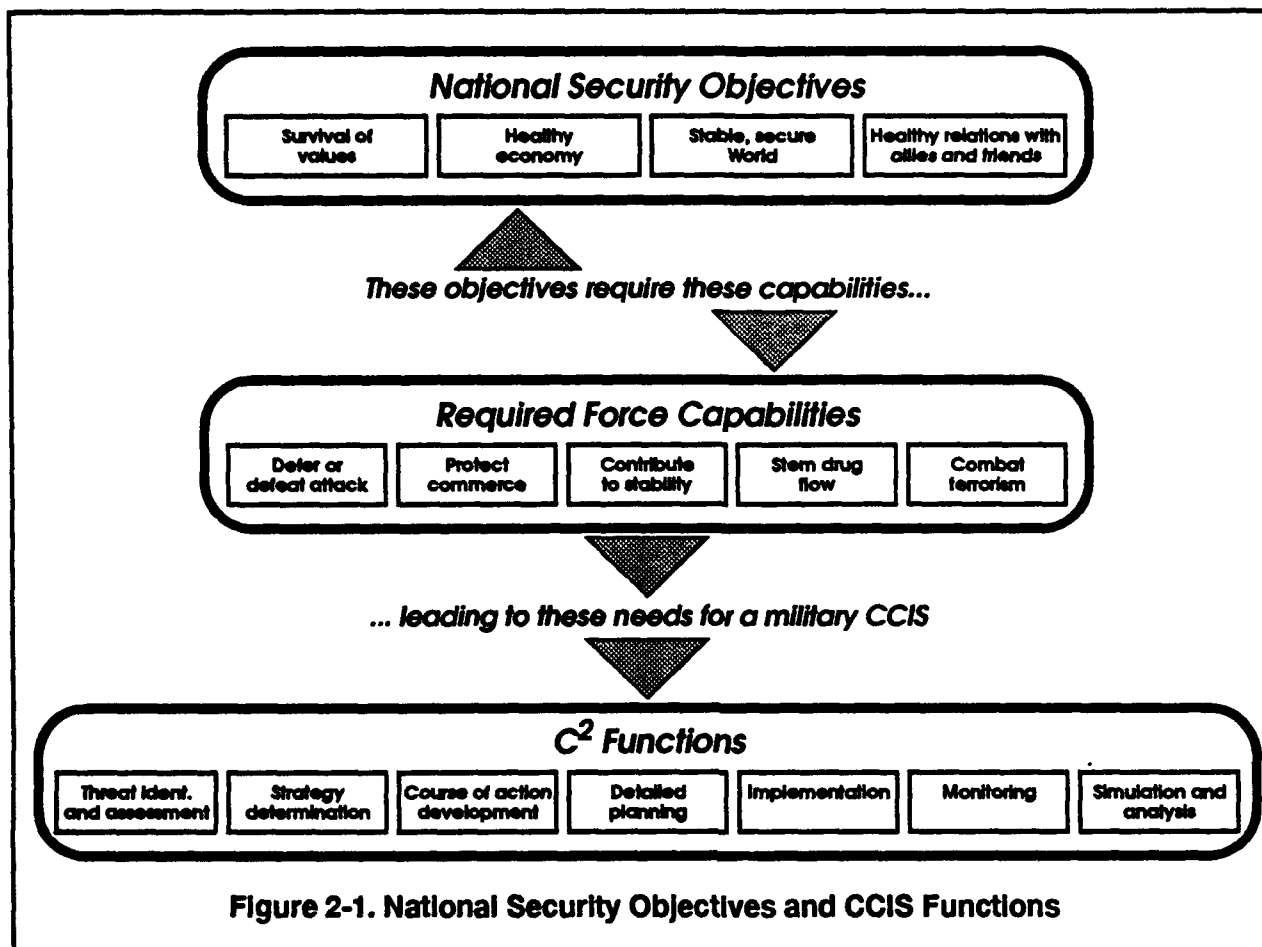 National Security Objectives
Survival of
values
Healthy
economy
Stable, secure
World
Healthy relations with
allies and friends
These objectives require these capabilities...
Required Force Capabilities
Deter or
defeat attack
Protect
commerce
Contribute
to stability
Stem drug
flow
Combat
terrorism
... leading to these needs for a military CCIS
C² Functions
Threat ident.
and assessment
Strategy
determination
Course of action
development
Detailed
planning
Implementation
Monitoring
Simulation and
analysis
Figure 2-1. National Security Objectives and CCIS Functions